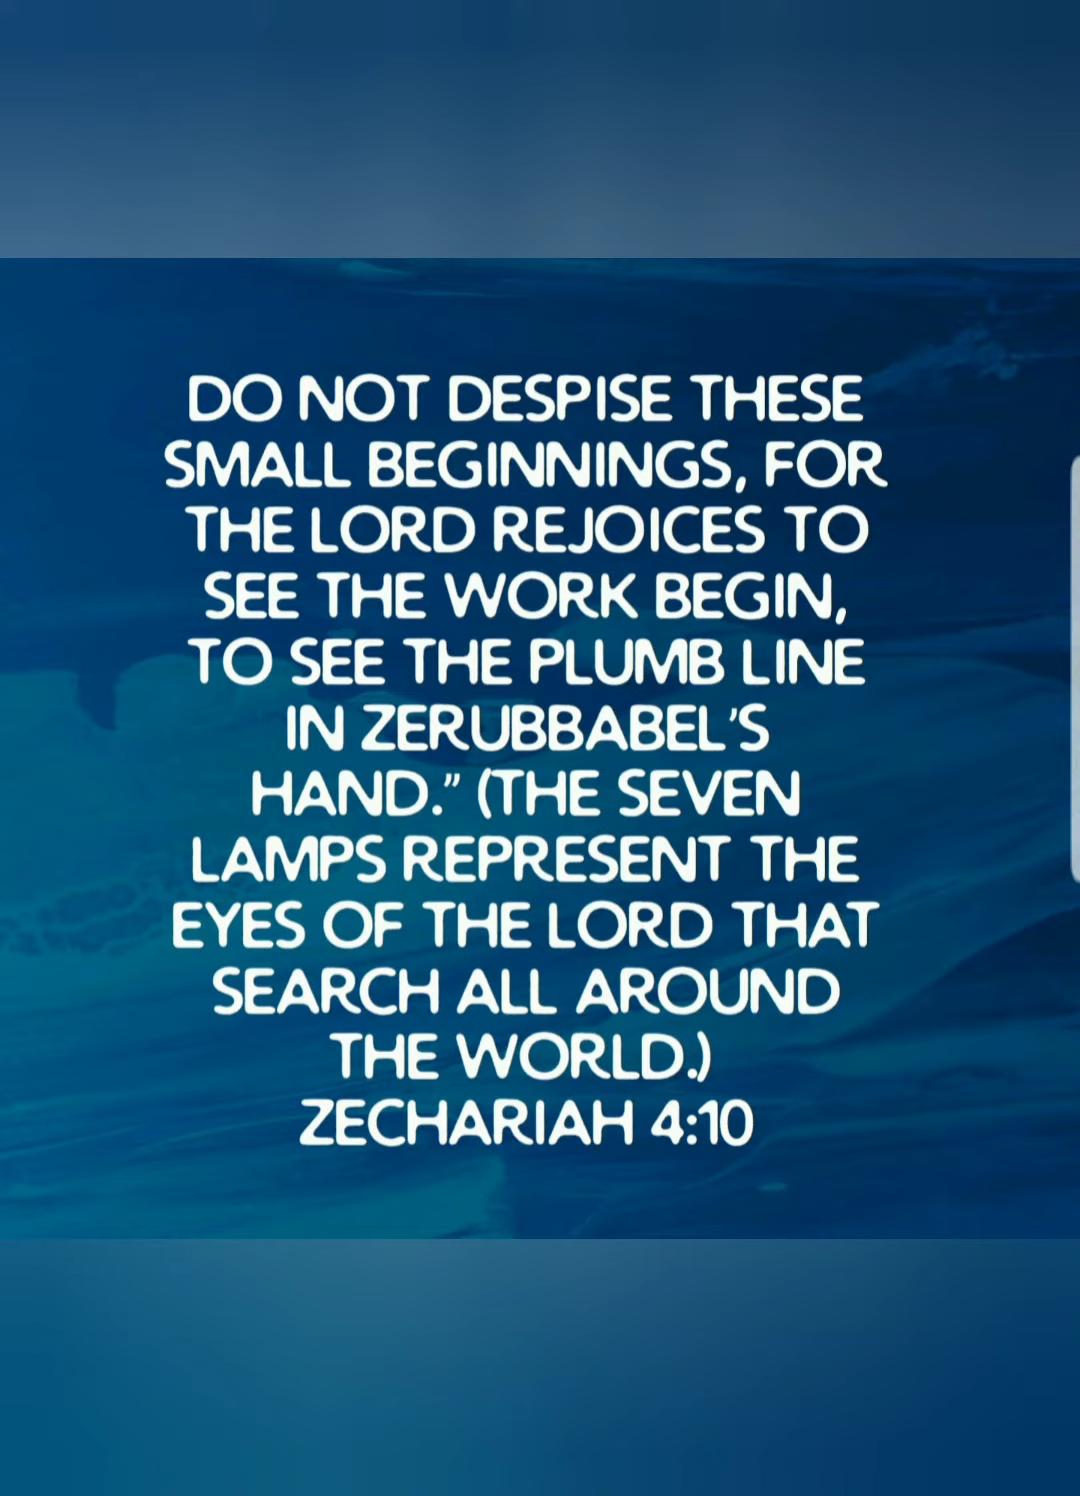 DO NOT DESPISE THESE
SMALL BEGINNINGS, FOR
THE LORD REJOICES TO
SEE THE WORK BEGIN,
TO SEE THE PLUMB LINE
IN ZERUBBABEL'S
HAND." (THE SEVEN
LAMPS REPRESENT THE
EYES OF THE LORD THAT
SEARCH ALL AROUND
THE WORLD.)
ZECHARIAH 4:10